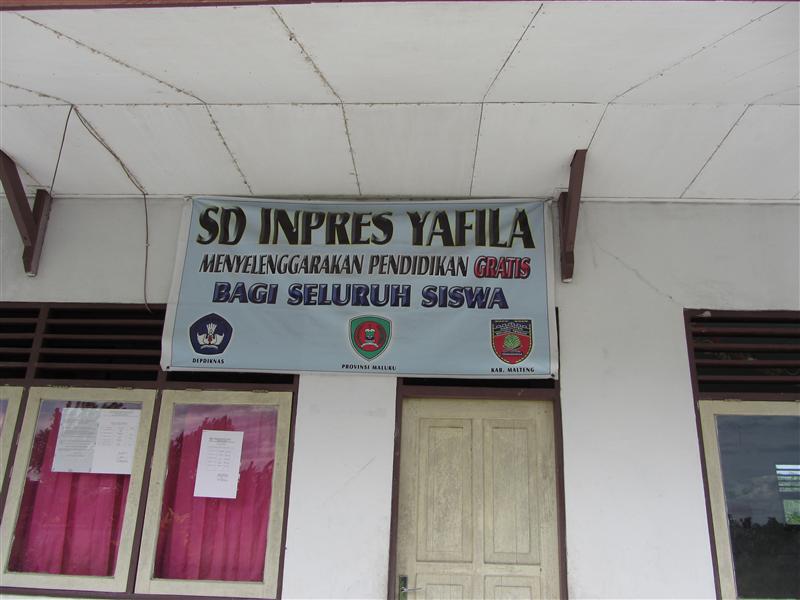 SD INPRES YAFILA
MENYELENGGARAKAN PENDIDIKAN GRATIS
BAGI SELURUH SISWA
DEPDIKNAS
PROVINSI MALUKU
KAB. MALTENG